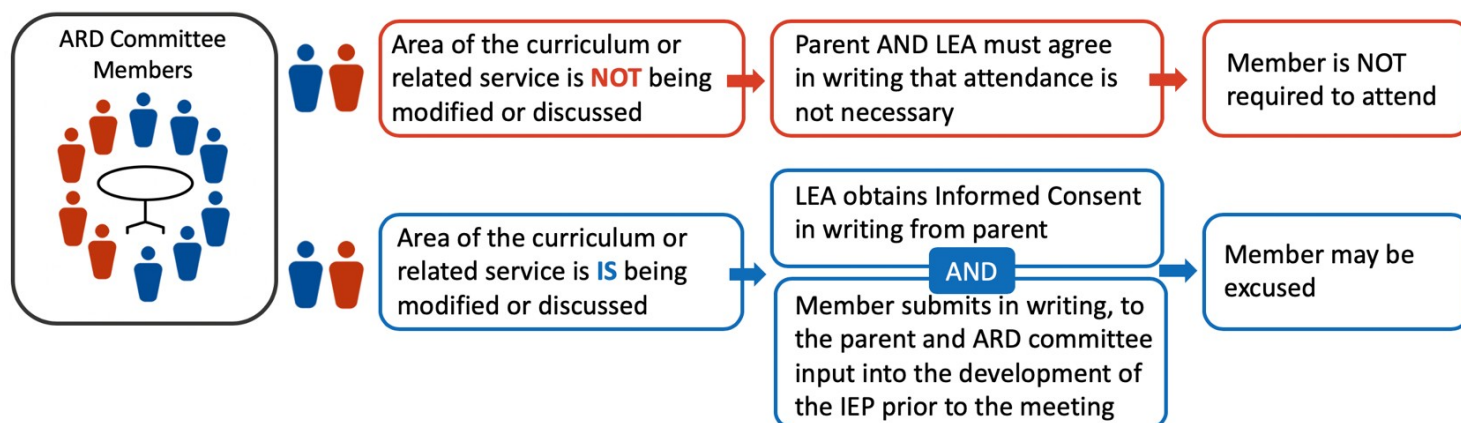 ARD Committee
Members
Area of the curriculum or
related service is NOT being
modified or discussed
Parent AND LEA must agree
in writing that attendance is
not necessary
Member is NOT
required to attend
Area of the curriculum or
related service is IS being
modified or discussed
LEA obtains Informed Consent
in writing from parent
AND
Member submits in writing, to
the parent and ARD committee
input into the development of
the IEP prior to the meeting
Member may be
excused